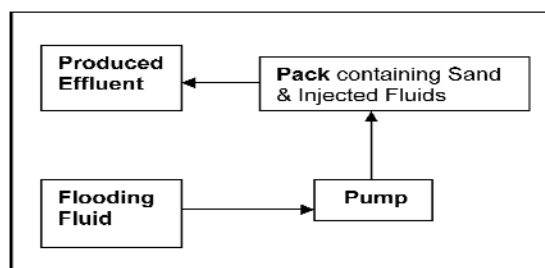 Produced
Effluent
Pack containing Sand
& Injected Fluids
Flooding
Fluid
Pump